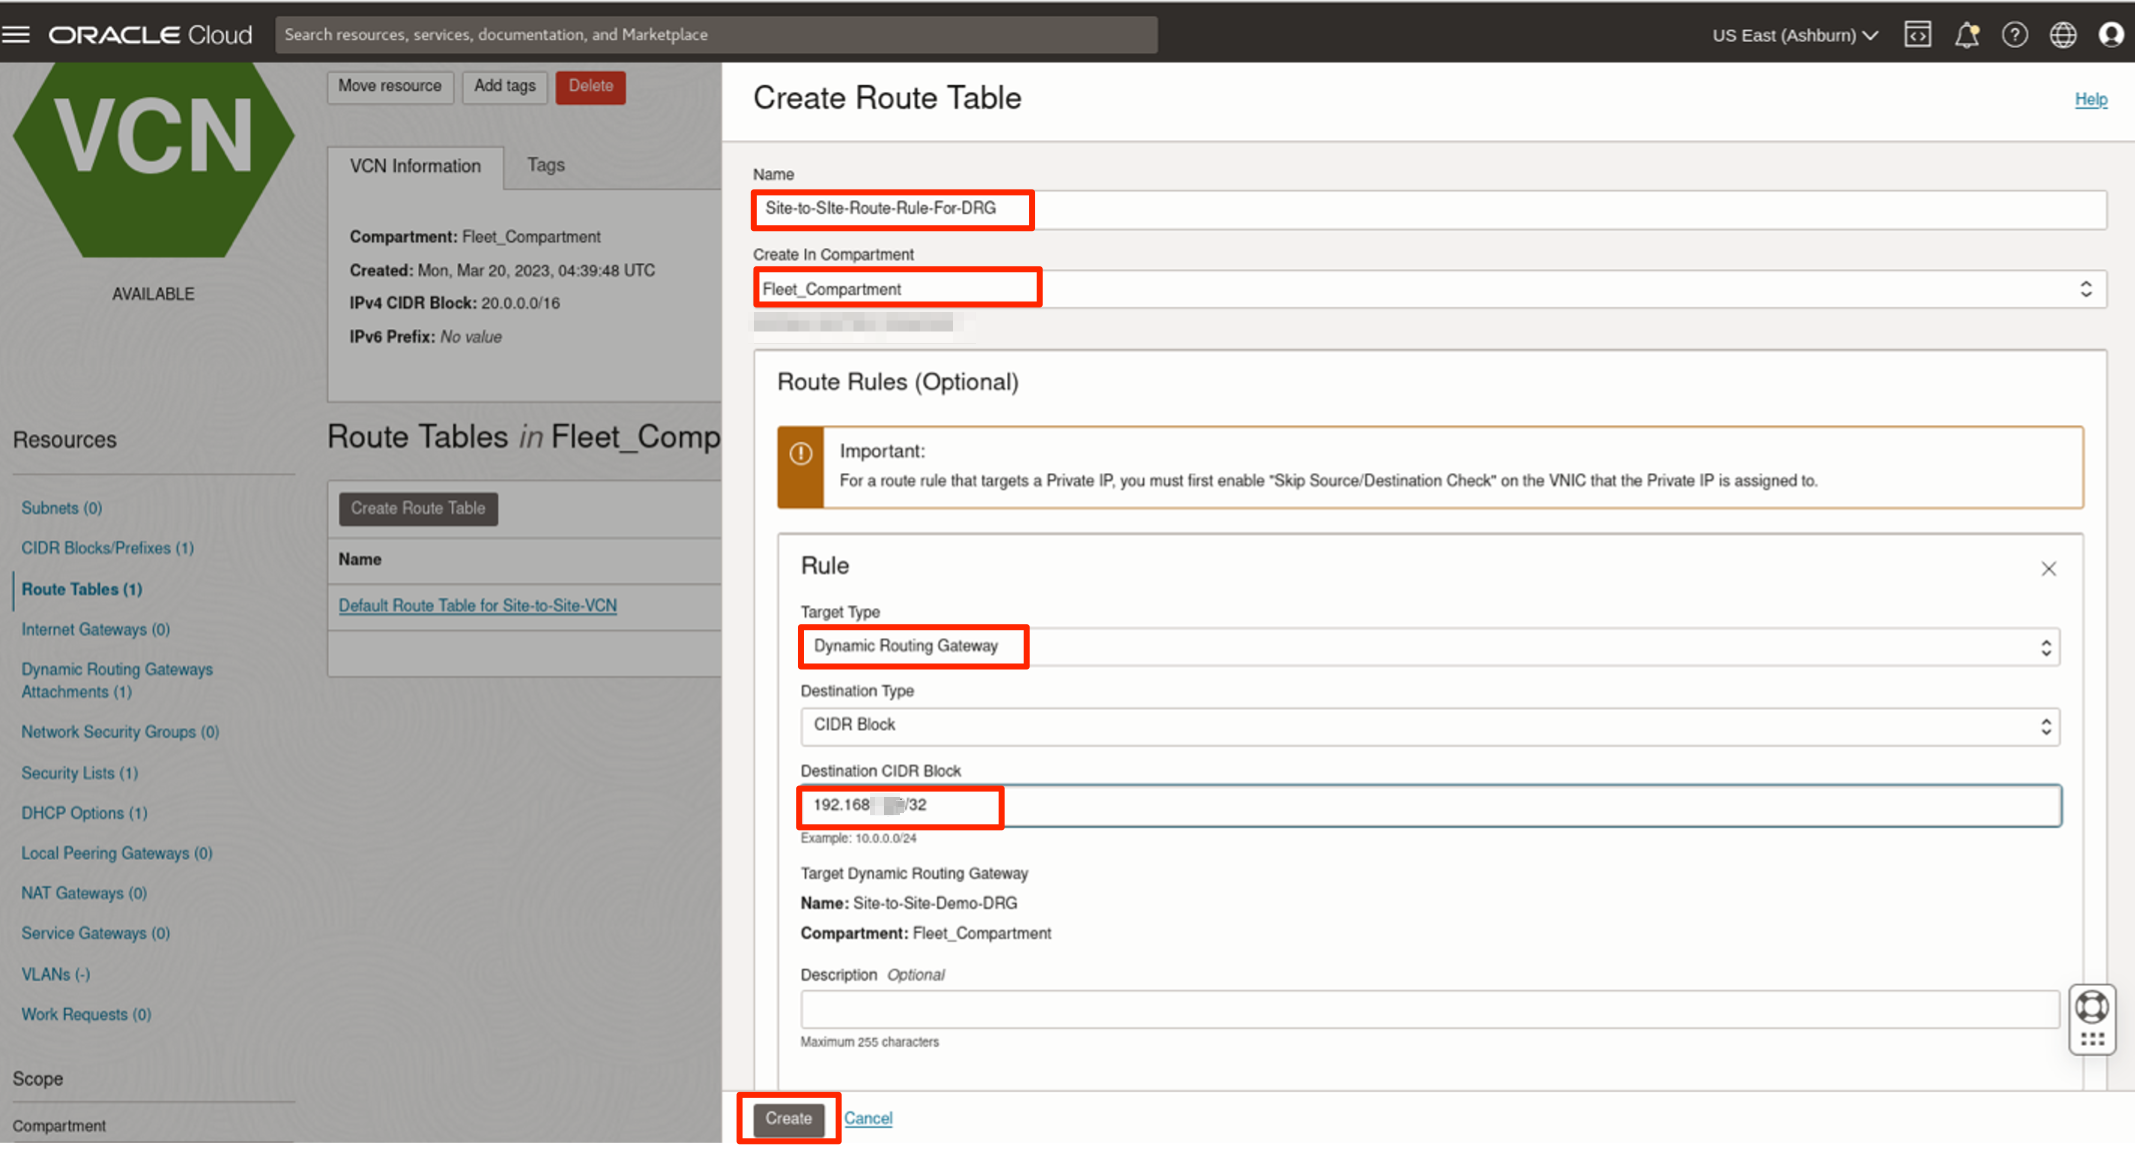 ORACLE Cloud
Search resources, services, documentation, and Marketplace
US East (Ashburn)
VCN
AVAILABLE
Move resource
Add tags
Delete
VCN Information
Tags
Compartment: Fleet_Compartment
Created: Mon, Mar 20, 2023, 04:39:48 UTC
IPv4 CIDR Block: 20.0.0.0/16
IPv6 Prefix: No value
Resources
Subnets (0)
CIDR Blocks/Prefixes (1)
Route Tables (1)
Internet Gateways (0)
Dynamic Routing Gateways
Attachments (1)
Network Security Groups (0)
Security Lists (1)
DHCP Options (1)
Local Peering Gateways (0)
NAT Gateways (0)
Service Gateways (0)
VLANs (-)
Work Requests (0)
Scope
Compartment
Route Tables in Fleet_Comp
Create Route Table
Name
Default Route Table for Site-to-Site-VCN
Create Route Table
Help
Name
Site-to-SIte-Route-Rule-For-DRG
Create In Compartment
Fleet_Compartment
Route Rules (Optional)
Important:
For a route rule that targets a Private IP, you must first enable "Skip Source/Destination Check" on the VNIC that the Private IP is assigned to.
Rule
Target Type
Dynamic Routing Gateway
Destination Type
CIDR Block
Destination CIDR Block
192.168 /32
Example: 10.0.0.0/24
Target Dynamic Routing Gateway
Name: Site-to-Site-Demo-DRG
Compartment: Fleet_Compartment
Description Optional
Maximum 255 characters
Create
Cancel